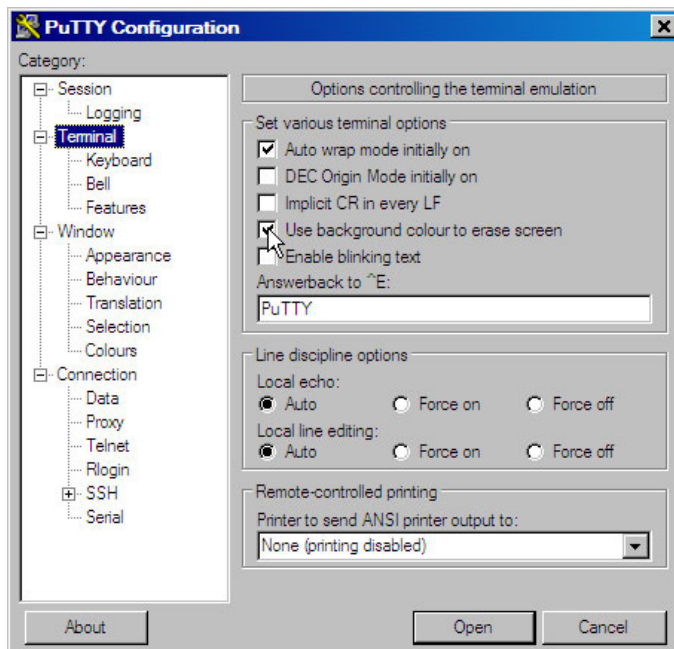 PuTTY Configuration
Category:
Session
Logging
Terminal
Keyboard
Bell
Features
Window
Appearance
Behaviour
Translation
Selection
Colours
Connection
Data
Proxy
Telnet
Rlogin
SSH
Serial
Options controlling the terminal emulation
Set various terminal options
Auto wrap mode initially on
DEC Origin Mode initially on
Implicit CR in every LF
Use background colour to erase screen
Enable blinking text
Answerback to ^E:
PuTTY
Line discipline options
Local echo:
Auto Force on Force off
Local line editing:
Auto Force on Force off
Remote-controlled printing
Printer to send ANSI printer output to:
None (printing disabled)
About Open Cancel